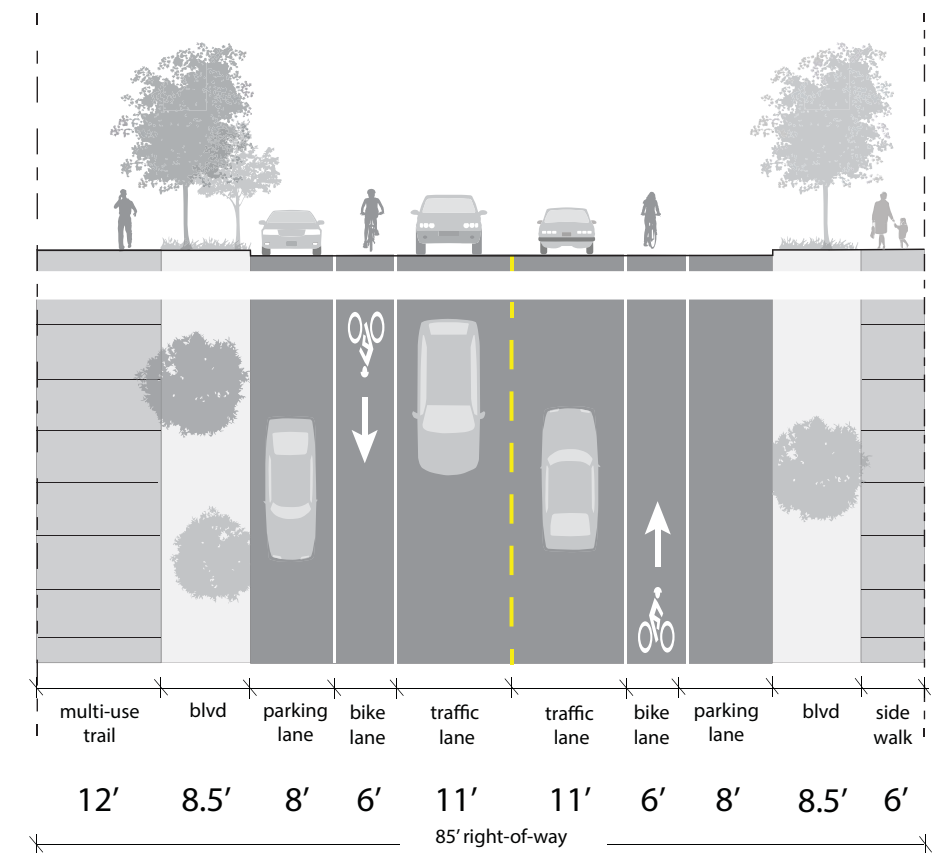 multi-use
trail
blvd
parking
lane
bike
lane
traffic
lane
traffic
lane
bike
lane
parking
lane
blvd
side
walk
12’
8.5’
8’
6’
11’
11’
6’
8’
8.5’
6’
85’ right-of-way